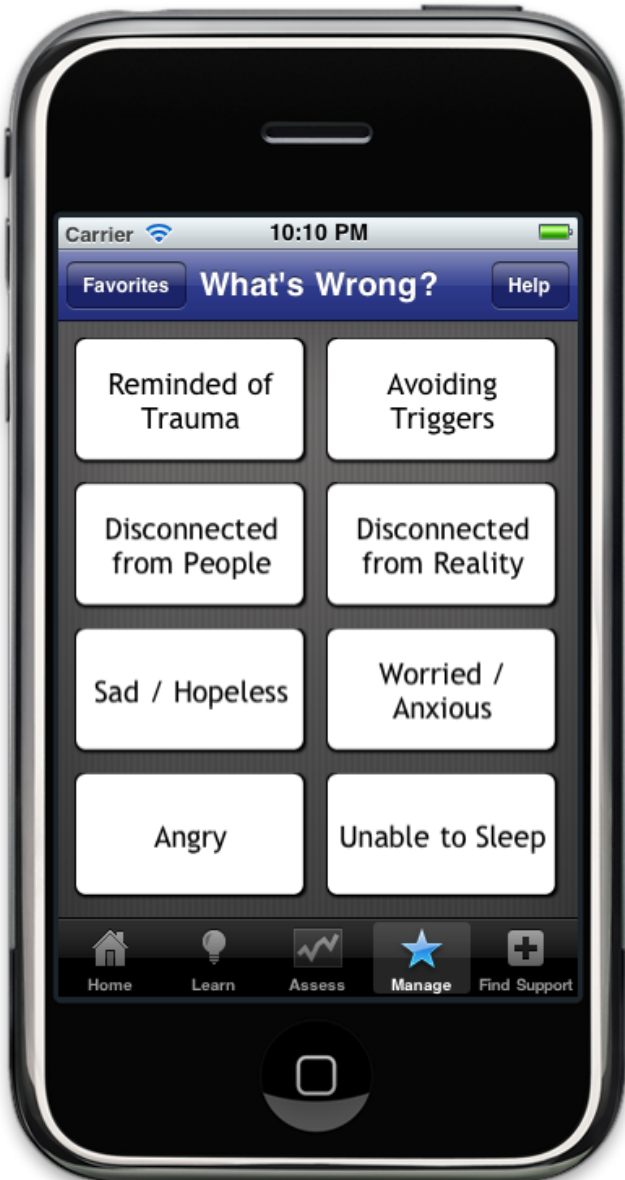 Carrier 10:10 PM
Favorites What's Wrong? Help
Reminded of
Trauma
Avoiding
Triggers
Disconnected
from People
Disconnected
from Reality
Sad / Hopeless
Worried /
Anxious
Angry
Unable to Sleep
Home Learn Assess Manage Find Support